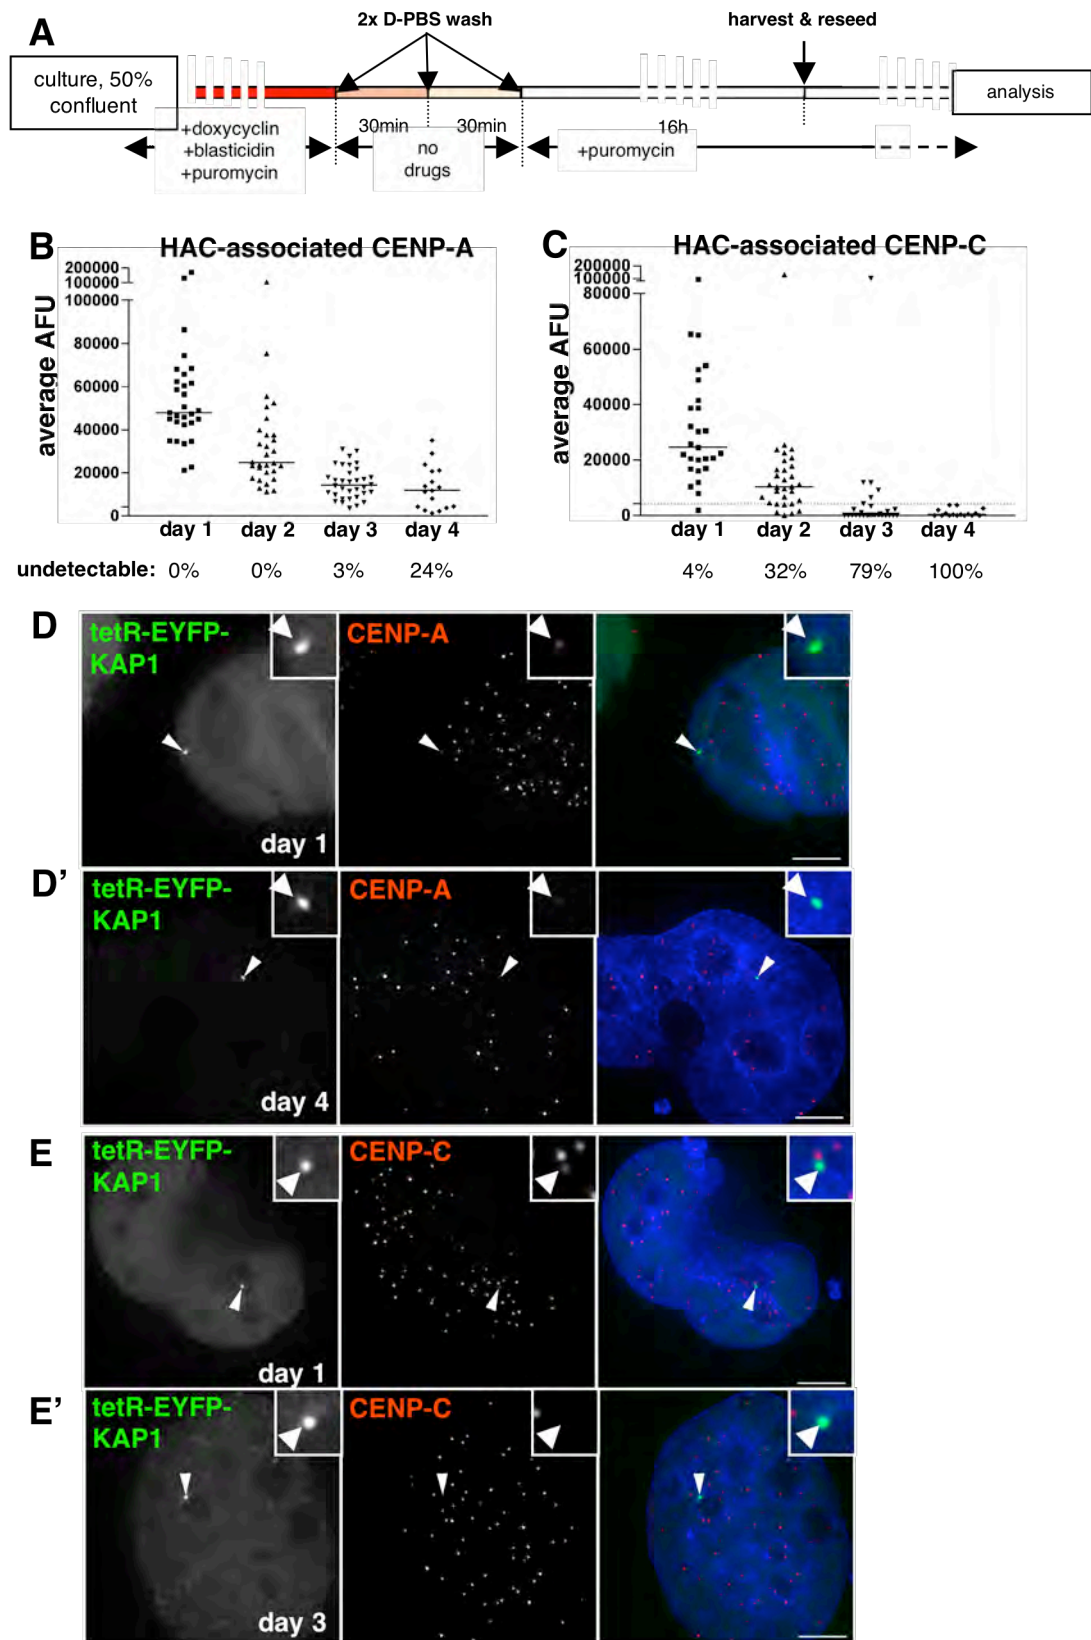 A
2x D-PBS wash
harvest & reseed
culture, 50%
confluent
analysis
+doxycyclin
+blasticidin
+puromycin
30min
30min
no
drugs
16h
+puromycin
B
HAC-associated CENP-A
average AFU
200000
100000
100000
80000
60000
40000
20000
0
day 1
day 2
day 3
day 4
undetectable:
0%
0%
3%
24%
C
HAC-associated CENP-C
average AFU
200000
100000
80000
60000
40000
20000
0
day 1
day 2
day 3
day 4
4%
32%
79%
100%
D
tetR-EYFP-
KAP1
CENP-A
day 1
D'
tetR-EYFP-
KAP1
CENP-A
day 4
E
tetR-EYFP-
KAP1
CENP-C
day 1
E'
tetR-EYFP-
KAP1
CENP-C
day 3